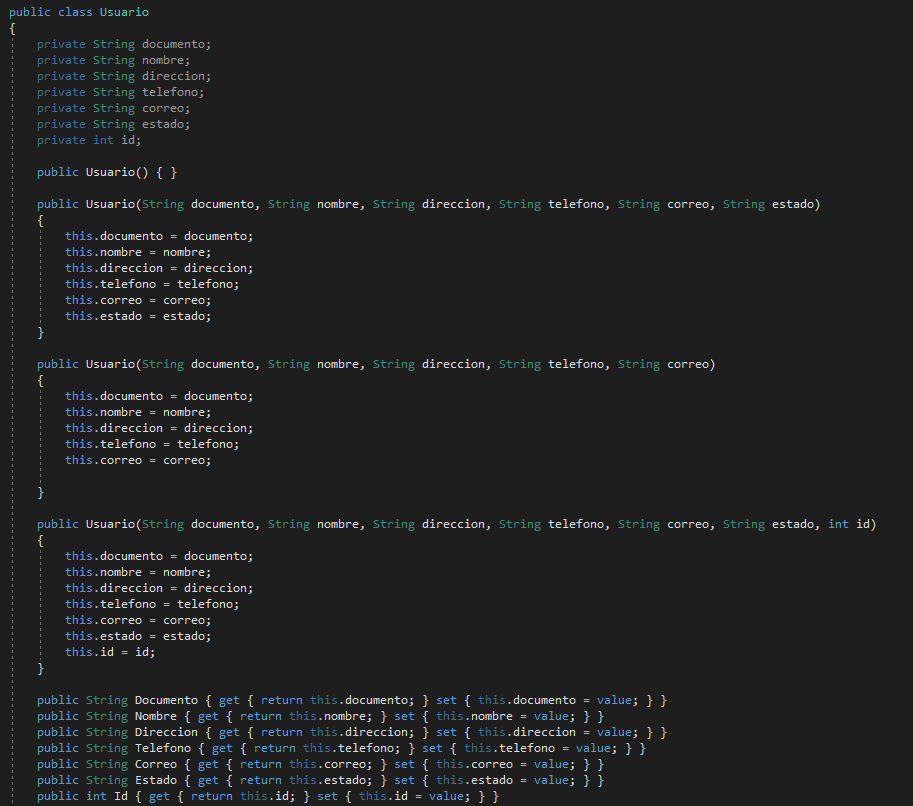 public class Usuario
{
    private String documento;
    private String nombre;
    private String direccion;
    private String telefono;
    private String correo;
    private String estado;
    private int id;

    public Usuario() { }

    public Usuario(String documento, String nombre, String direccion, String telefono, String correo, String estado)
    {
        this.documento = documento;
        this.nombre = nombre;
        this.direccion = direccion;
        this.telefono = telefono;
        this.correo = correo;
        this.estado = estado;
    }

    public Usuario(String documento, String nombre, String direccion, String telefono, String correo)
    {
        this.documento = documento;
        this.nombre = nombre;
        this.direccion = direccion;
        this.telefono = telefono;
        this.correo = correo;

    }

    public Usuario(String documento, String nombre, String direccion, String telefono, String correo, String estado, int id)
    {
        this.documento = documento;
        this.nombre = nombre;
        this.direccion = direccion;
        this.telefono = telefono;
        this.correo = correo;
        this.estado = estado;
        this.id = id;
    }

    public String Documento { get { return this.documento; } set { this.documento = value; } }
    public String Nombre { get { return this.nombre; } set { this.nombre = value; } }
    public String Direccion { get { return this.direccion; } set { this.direccion = value; } }
    public String Telefono { get { return this.telefono; } set { this.telefono = value; } }
    public String Correo { get { return this.correo; } set { this.correo = value; } }
    public String Estado { get { return this.estado; } set { this.estado = value; } }
    public int Id { get { return this.id; } set { this.id = value; } }